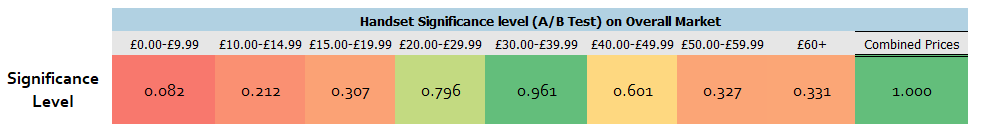 Handset Significance level (A/B Test) on Overall Market
£0.00-£9.99 £10.00-£14.99 £15.00-£19.99 £20.00-£29.99 £30.00-£39.99 £40.00-£49.99 £50.00-£59.99 £60+ Combined Prices
Significance
Level
0.082 0.212 0.307 0.796 0.961 0.601 0.327 0.331 1.000